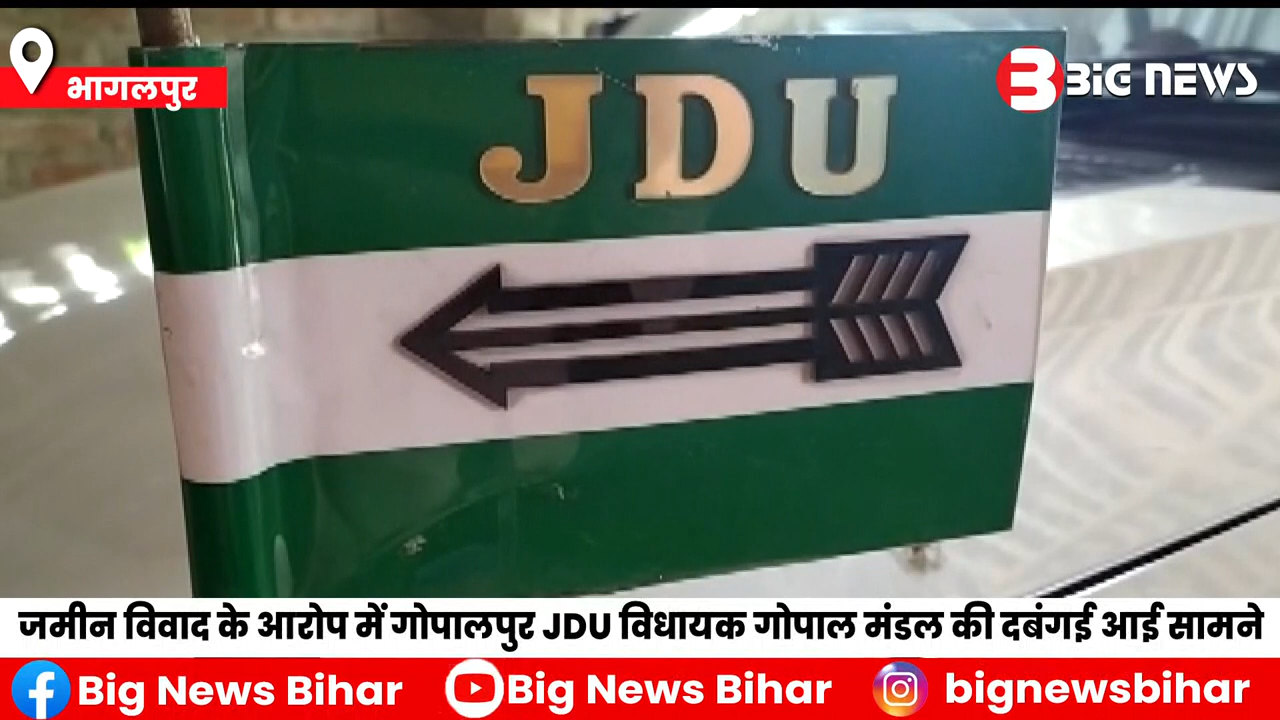 भागलपुर
BIG NEWS
JDU
जमीन विवाद के आरोप में गोपालपुर JDU विधायक गोपाल मंडल की दबंगई आई सामने
Big News Bihar
Big News Bihar
bignewsbihar